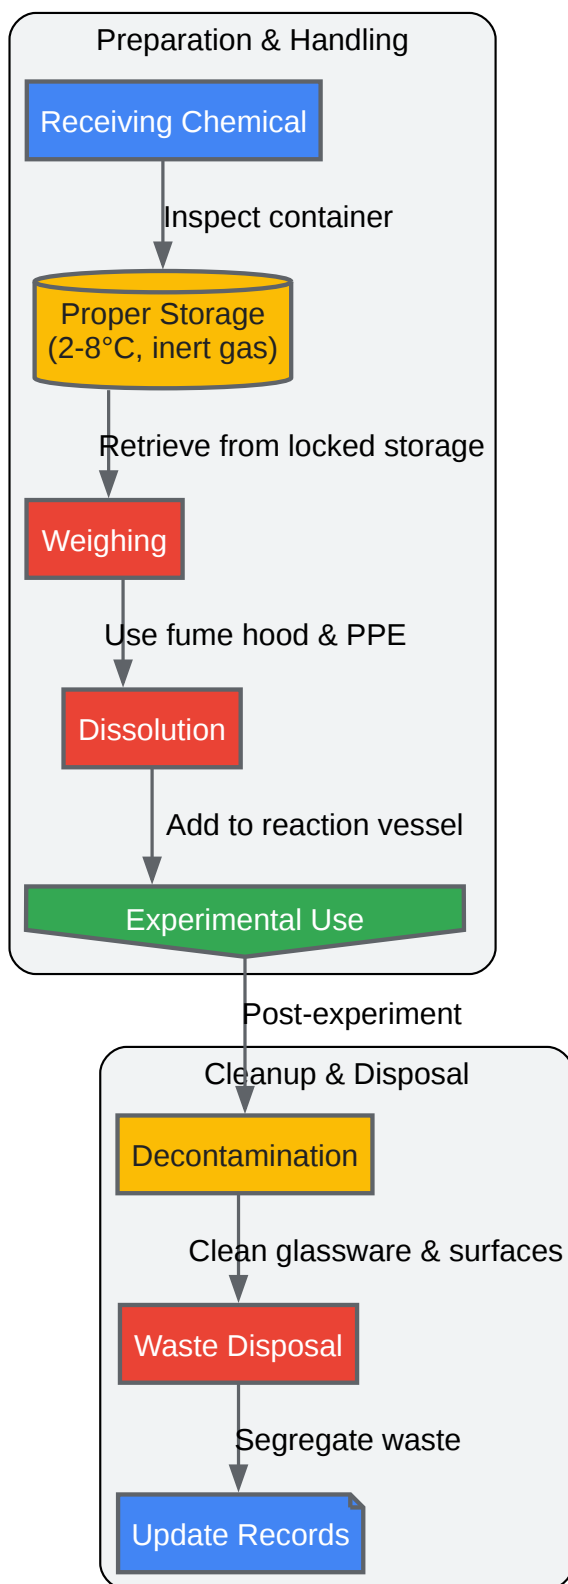 Preparation & Handling
Receiving Chemical
Inspect container
Proper Storage
(2-8°C, inert gas)
Retrieve from locked storage
Weighing
Use fume hood & PPE
Dissolution
Add to reaction vessel
Experimental Use
Post-experiment
Cleanup & Disposal
Decontamination
Clean glassware & surfaces
Waste Disposal
Segregate waste
Update Records